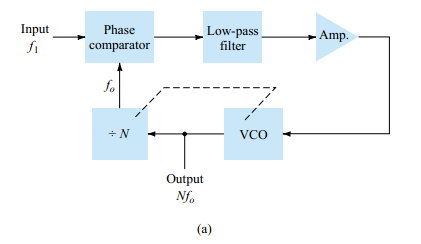 Input
f₁
Phase
comparator
Low-pass
filter
Amp.
fₒ
÷ N
VCO
Output
Nfₒ
(a)